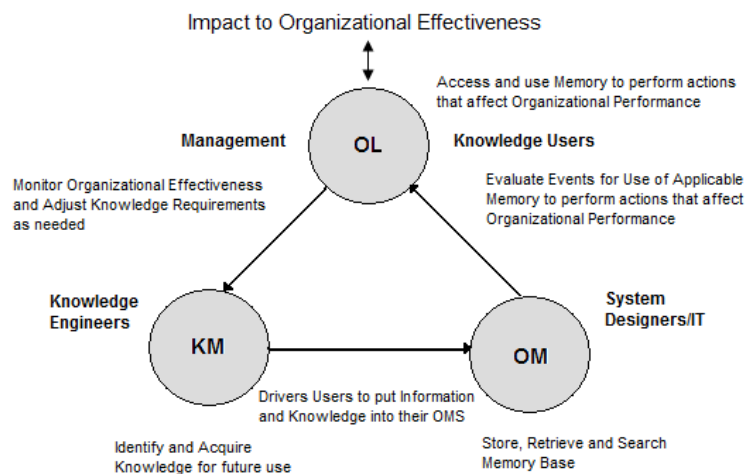 Impact to Organizational Effectiveness
Access and use Memory to perform actions
that affect Organizational Performance
Management
OL
Knowledge Users
Monitor Organizational Effectiveness
and Adjust Knowledge Requirements
as needed
Evaluate Events for Use of Applicable
Memory to perform actions that affect
Organizational Performance
Knowledge
Engineers
System
Designers/IT
KM
OM
Drivers Users to put Information
and Knowledge into their OMS
Identify and Acquire
Knowledge for future use
Store, Retrieve and Search
Memory Base